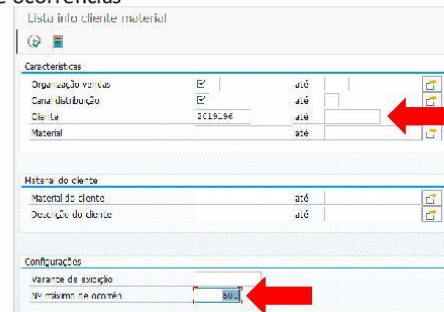 e ocorrências
Lista info cliente material
Características
Organização vendas até
Canal distribuição até
Cliente 2019196 até
Material até
Material do cliente
Material do cliente até
Descrição do cliente até
Configurações
Variante de exibição
Nº máximo de ocorrên